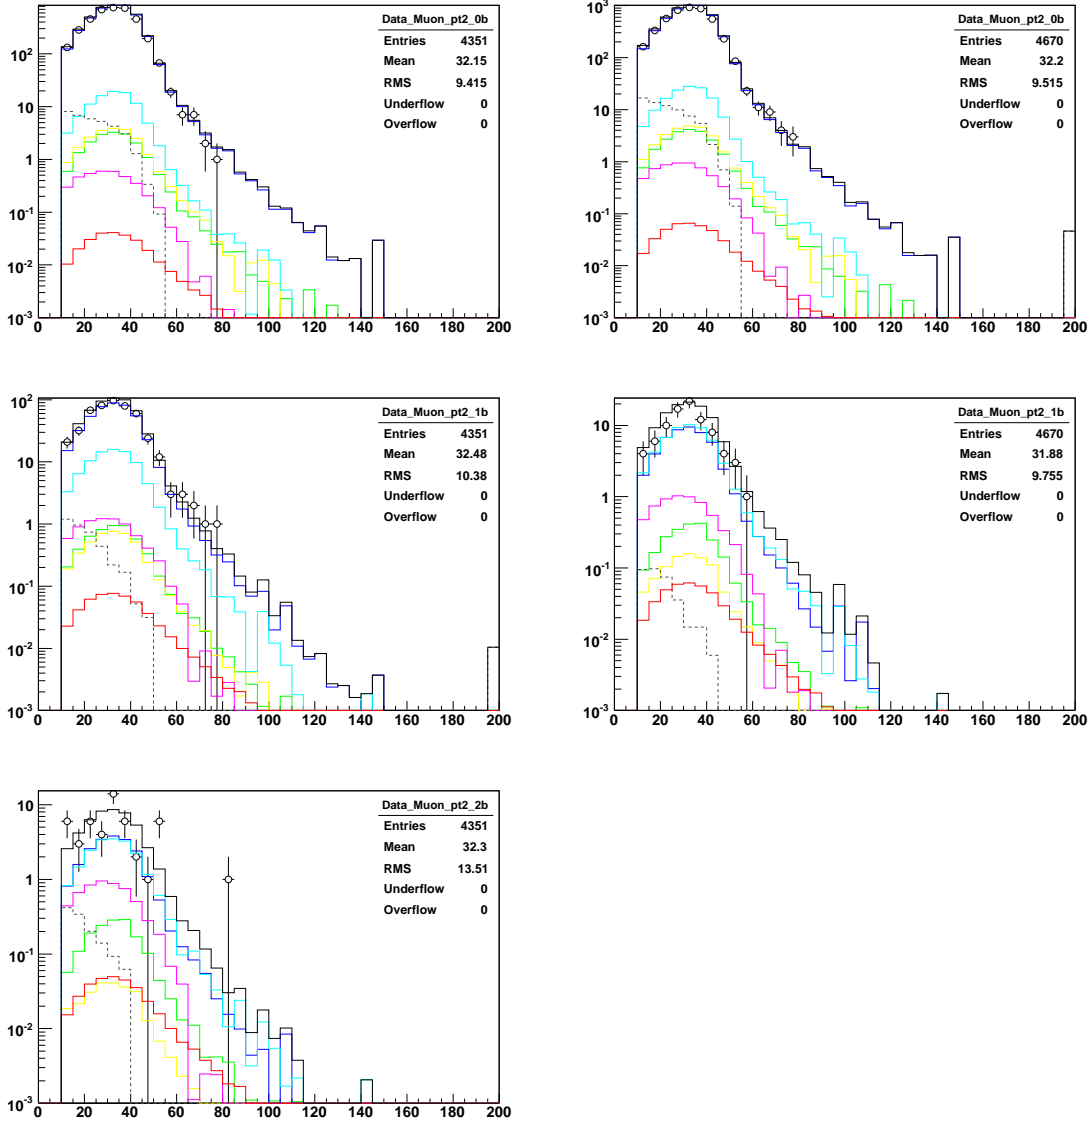 Data_Muon_pt2_0b
Entries 4351
Mean 32.15
RMS 9.415
Underflow 0
Overflow 0
10²
10
1
10⁻¹
10⁻²
10⁻³
0 20 40 60 80 100 120 140 160 180 200
Data_Muon_pt2_0b
Entries 4670
Mean 32.2
RMS 9.515
Underflow 0
Overflow 0
10³
10²
10
1
10⁻¹
10⁻²
10⁻³
0 20 40 60 80 100 120 140 160 180 200
Data_Muon_pt2_1b
Entries 4351
Mean 32.48
RMS 10.38
Underflow 0
Overflow 0
10²
10
1
10⁻¹
10⁻²
10⁻³
0 20 40 60 80 100 120 140 160 180 200
Data_Muon_pt2_1b
Entries 4670
Mean 31.88
RMS 9.755
Underflow 0
Overflow 0
10
1
10⁻¹
10⁻²
10⁻³
0 20 40 60 80 100 120 140 160 180 200
Data_Muon_pt2_2b
Entries 4351
Mean 32.3
RMS 13.51
Underflow 0
Overflow 0
10
1
10⁻¹
10⁻²
10⁻³
0 20 40 60 80 100 120 140 160 180 200